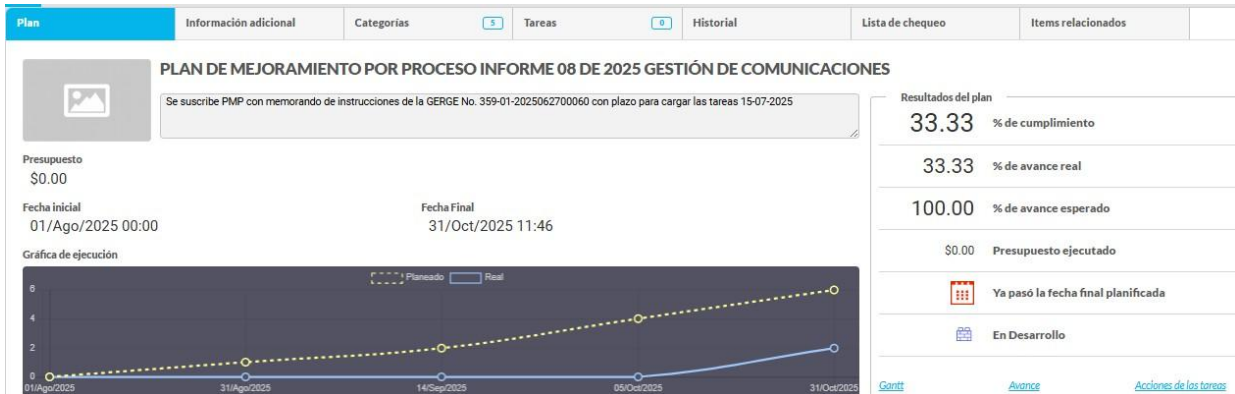 Plan Información adicional Categorías 5 Tareas 0 Historial Lista de chequeo Items relacionados
PLAN DE MEJORAMIENTO POR PROCESO INFORME 08 DE 2025 GESTIÓN DE COMUNICACIONES
Se suscribe PMP con memorando de instrucciones de la GERGE No. 359-01-2025062700060 con plazo para cargar las tareas 15-07-2025
Presupuesto
$0.00
Fecha inicial Fecha Final
01/Ago/2025 00:00 31/Oct/2025 11:46
Gráfica de ejecución
Planeado Real
6
4
2
0
01/Ago/2025 31/Ago/2025 14/Sep/2025 05/Oct/2025 31/Oct/2025
Resultados del plan
33.33 % de cumplimiento
33.33 % de avance real
100.00 % de avance esperado
$0.00 Presupuesto ejecutado
Ya pasó la fecha final planificada
En Desarrollo
Gantt Avance Acciones de las tareas